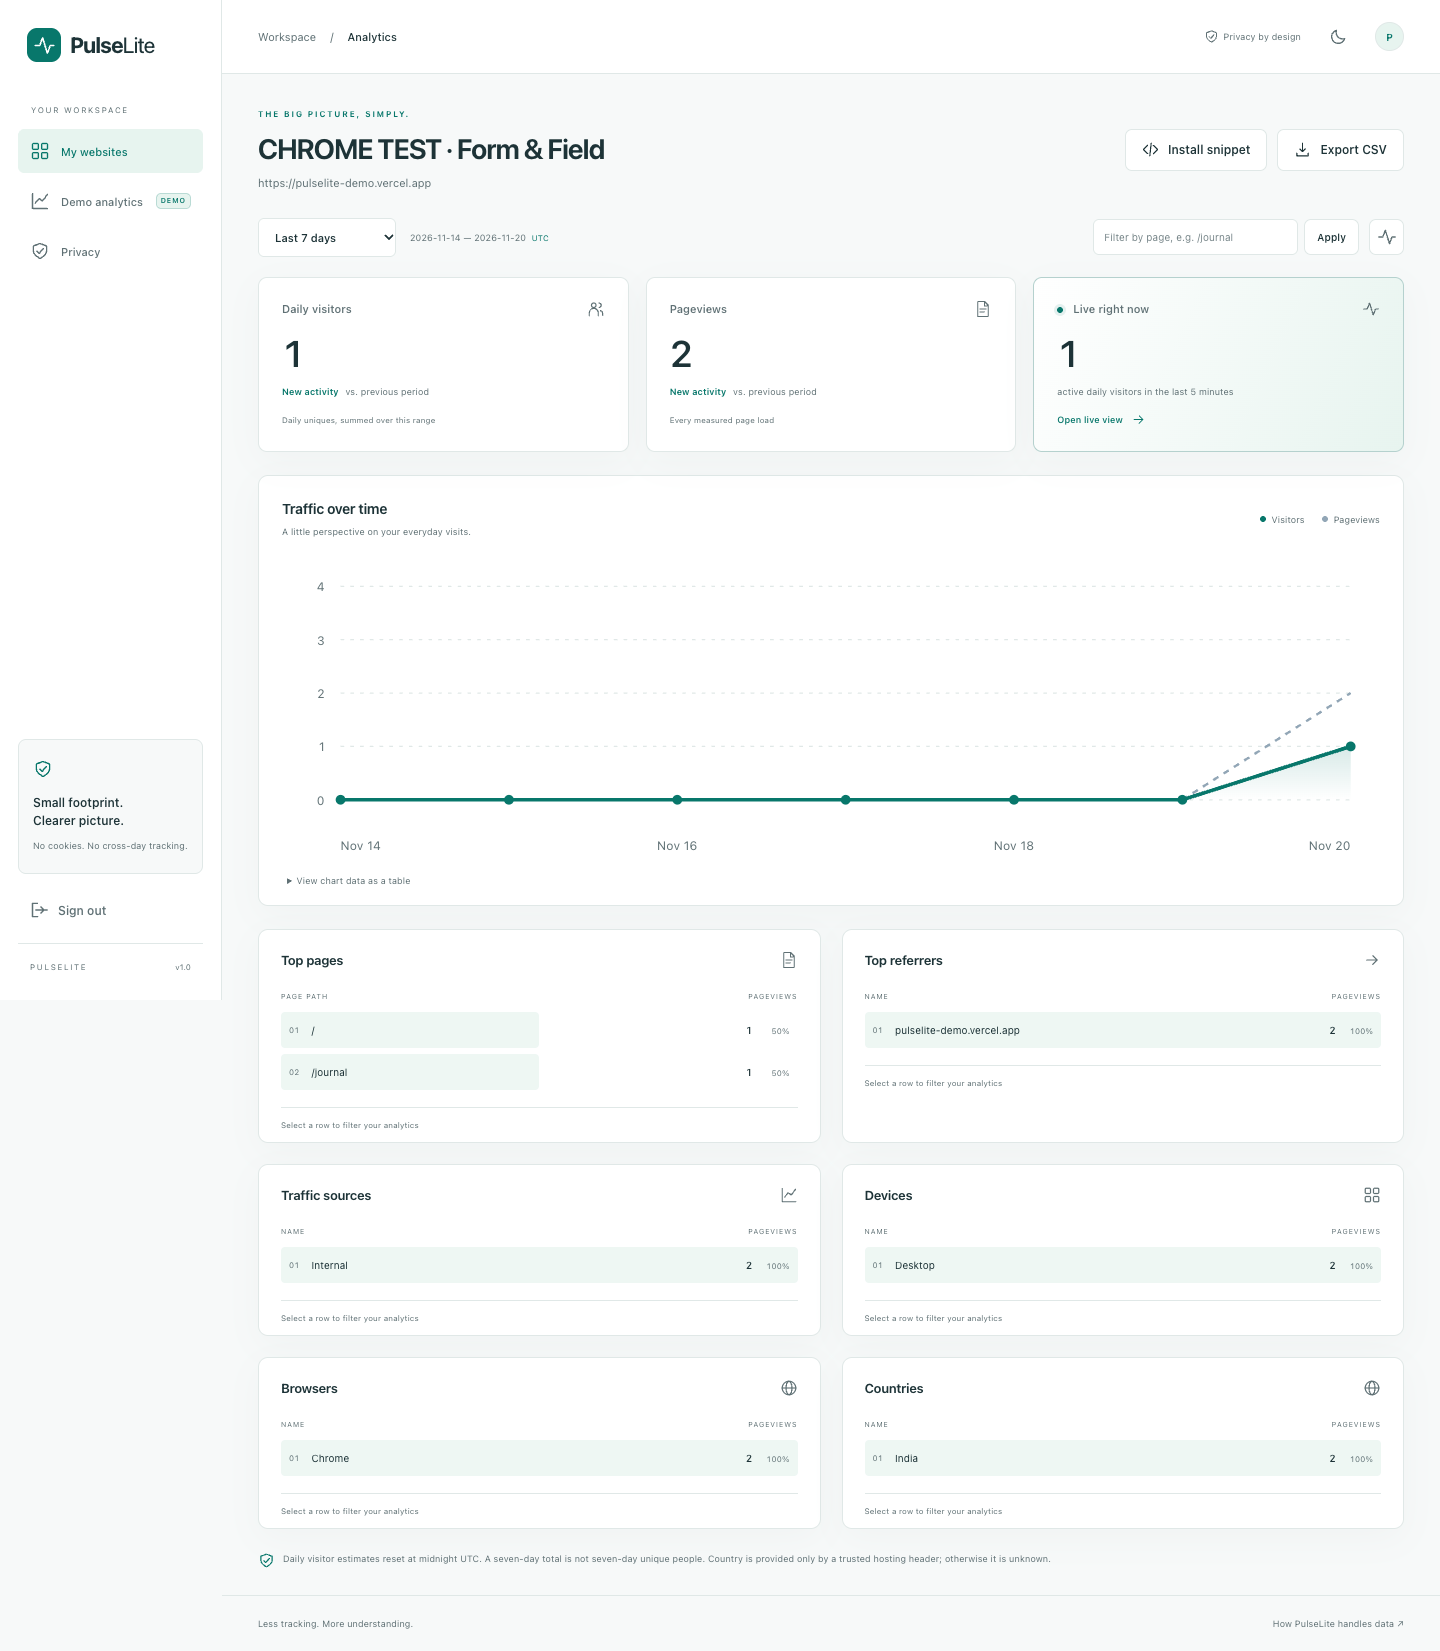 PulseLite
YOUR WORKSPACE
My websites
Demo analytics DEMO
Privacy
Small footprint.
Clearer picture.
No cookies. No cross-day tracking.
Sign out
PULSELITE v1.0
Workspace / Analytics
Privacy by design
P
THE BIG PICTURE, SIMPLY.
CHROME TEST · Form & Field
https://pulselite-demo.vercel.app
Install snippet
Export CSV
Last 7 days
2026-11-14 — 2026-11-20 UTC
Filter by page, e.g. /journal
Apply
Daily visitors
1
New activity vs. previous period
Daily uniques, summed over this range
Pageviews
2
New activity vs. previous period
Every measured page load
Live right now
1
active daily visitors in the last 5 minutes
Open live view →
Traffic over time
A little perspective on your everyday visits.
Visitors Pageviews
4
3
2
1
0
Nov 14 Nov 16 Nov 18 Nov 20
View chart data as a table
Top pages
PAGE PATH PAGEVIEWS
01 / 1 50%
02 /journal 1 50%
Select a row to filter your analytics
Top referrers
NAME PAGEVIEWS
01 pulselite-demo.vercel.app 2 100%
Select a row to filter your analytics
Traffic sources
NAME PAGEVIEWS
01 Internal 2 100%
Select a row to filter your analytics
Devices
NAME PAGEVIEWS
01 Desktop 2 100%
Select a row to filter your analytics
Browsers
NAME PAGEVIEWS
01 Chrome 2 100%
Select a row to filter your analytics
Countries
NAME PAGEVIEWS
01 India 2 100%
Select a row to filter your analytics
Daily visitor estimates reset at midnight UTC. A seven-day total is not seven-day unique people. Country is provided only by a trusted hosting header; otherwise it is unknown.
Less tracking. More understanding.
How PulseLite handles data ↗